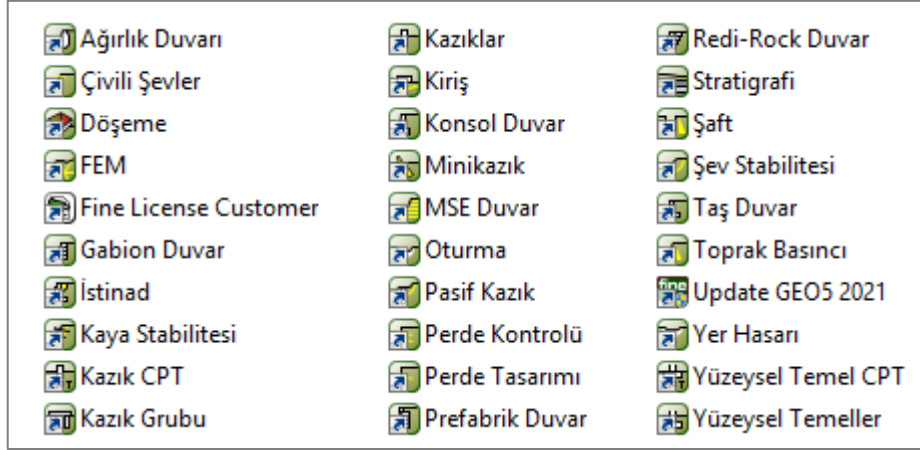 Ağırlık Duvarı
Çivili Şevler
Döşeme
FEM
Fine License Customer
Gabion Duvar
İstinad
Kaya Stabilitesi
Kazık CPT
Kazık Grubu
Kazıklar
Kiriş
Konsol Duvar
Minikazık
MSE Duvar
Oturma
Pasif Kazık
Perde Kontrolü
Perde Tasarımı
Prefabrik Duvar
Redi-Rock Duvar
Stratigrafi
Şaft
Şev Stabilitesi
Taş Duvar
Toprak Basıncı
Update GEO5 2021
Yer Hasarı
Yüzeysel Temel CPT
Yüzeysel Temeller